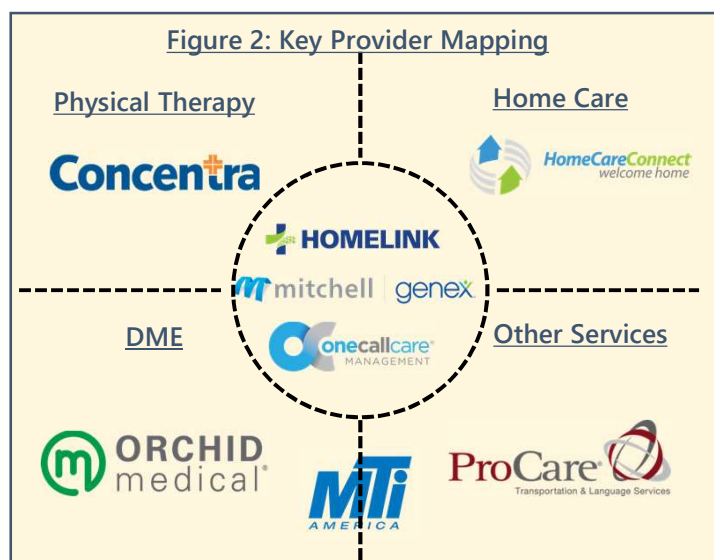 Figure 2: Key Provider Mapping
Physical Therapy
Home Care
Concentra
HomeCareConnect
welcome home
HOMELINK
mitchell genex
DME
Other Services
onecallcare
MANAGEMENT
m ORCHID
medical
MTi
AMERICA
ProCare
Transportation & Language Services